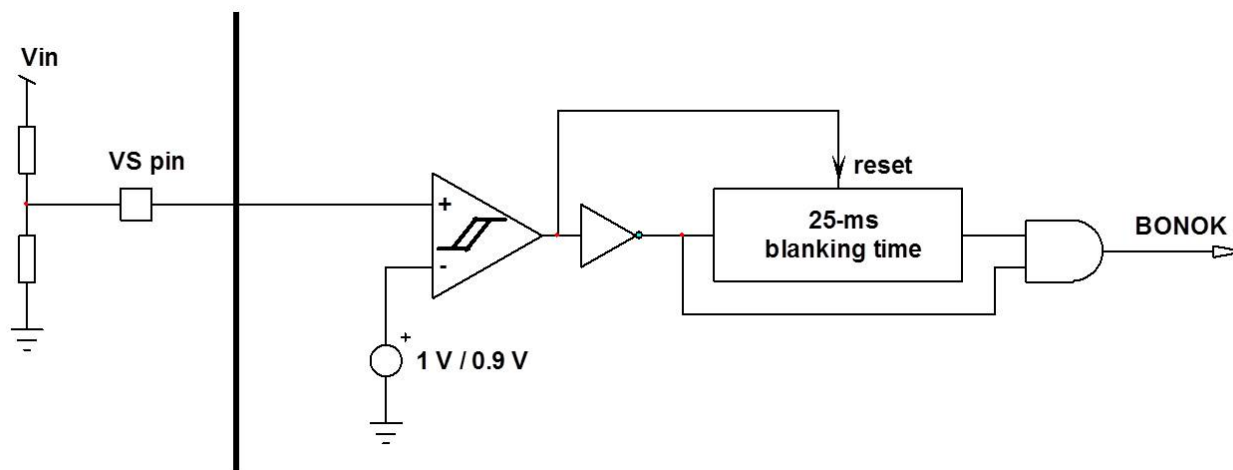 Vin
VS pin
+
-
+
1 V / 0.9 V
reset
25-ms
blanking time
BONOK